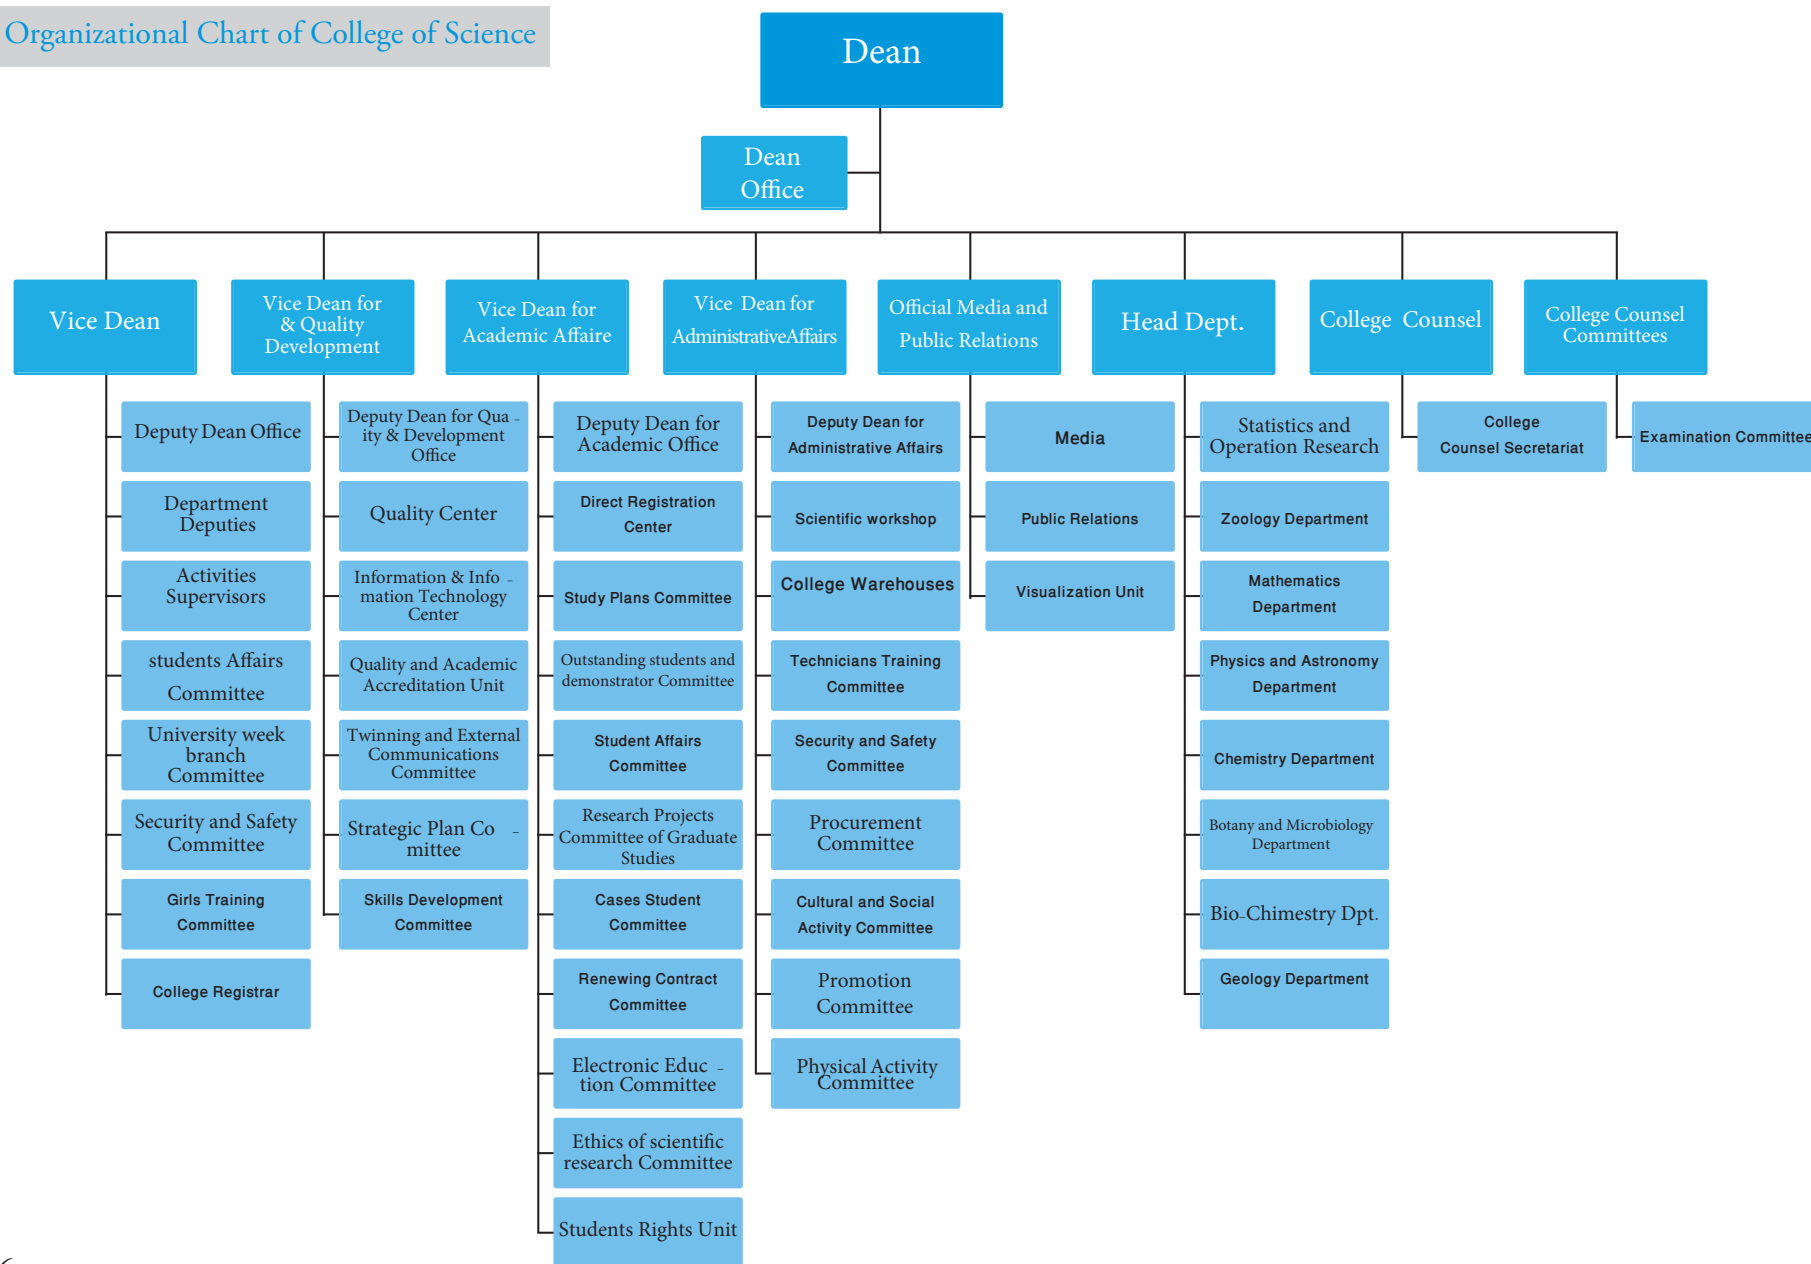 Organizational Chart of College of Science
Dean
Dean
Office
Vice Dean
Vice Dean for
& Quality
Development
Vice Dean for
Academic Affaire
Vice Dean for
AdministrativeAffairs
Official Media and
Public Relations
Head Dept.
College Counsel
College Counsel
Committees
Deputy Dean Office
Department
Deputies
Activities
Supervisors
students Affairs
Committee
University week
branch
Committee
Security and Safety
Committee
Girls Training
Committee
College Registrar
Deputy Dean for Qua -
ity & Development
Office
Quality Center
Information & Info -
mation Technology
Center
Quality and Academic
Accreditation Unit
Twinning and External
Communications
Committee
Strategic Plan Co -
mittee
Skills Development
Committee
Deputy Dean for
Academic Office
Direct Registration
Center
Study Plans Committee
Outstanding students and
demonstrator Committee
Student Affairs
Committee
Research Projects
Committee of Graduate
Studies
Cases Student
Committee
Renewing Contract
Committee
Electronic Educ -
tion Committee
Ethics of scientific
research Committee
Students Rights Unit
Deputy Dean for
Administrative Affairs
Scientific workshop
College Warehouses
Technicians Training
Committee
Security and Safety
Committee
Procurement
Committee
Cultural and Social
Activity Committee
Promotion
Committee
Physical Activity
Committee
Media
Public Relations
Visualization Unit
Statistics and
Operation Research
Zoology Department
Mathematics
Department
Physics and Astronomy
Department
Chemistry Department
Botany and Microbiology
Department
Bio-Chimestry Dpt.
Geology Department
College
Counsel Secretariat
Examination Committee